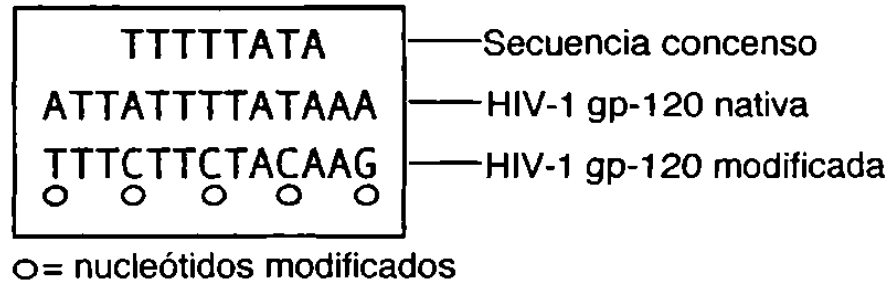 TTTTTATA Secuencia concenso
ATTATTTTATAAA HIV-1 gp-120 nativa
TTTCTTCTACAAG HIV-1 gp-120 modificada
O= nucleótidos modificados